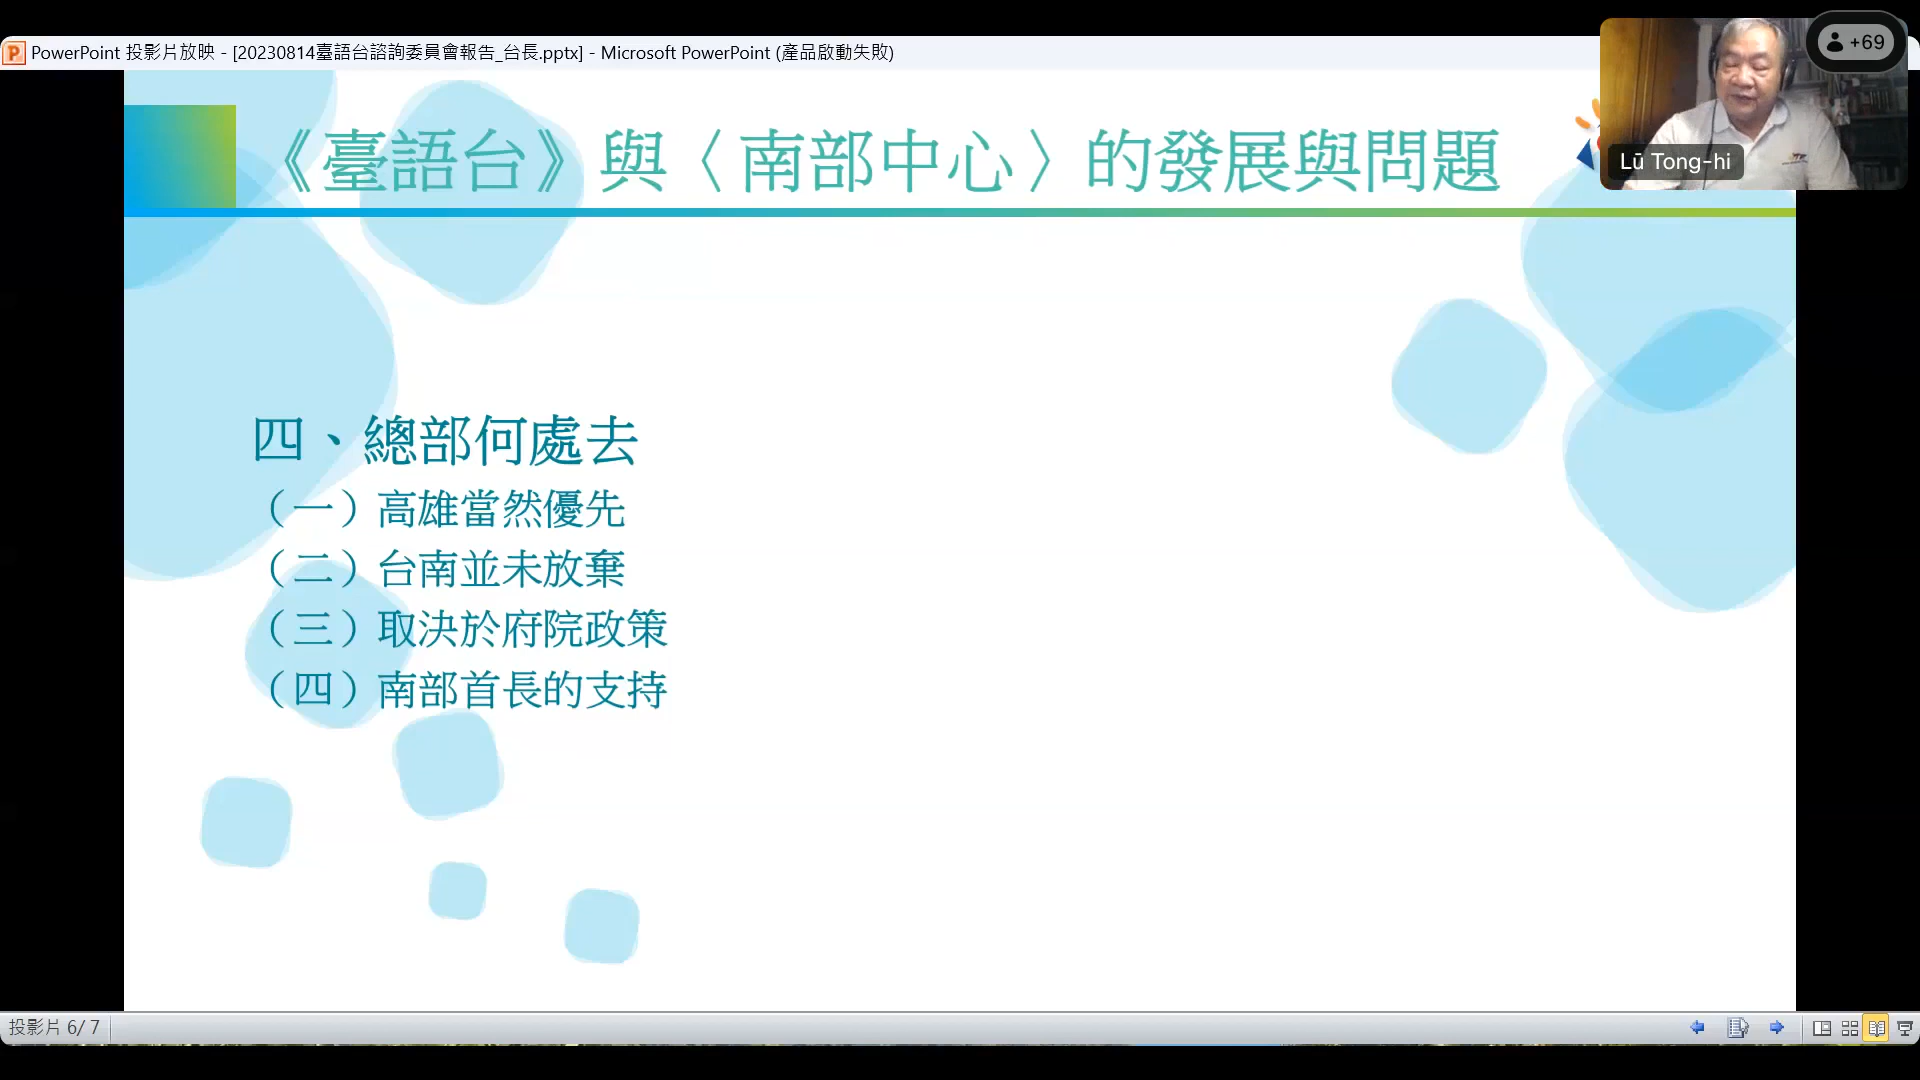 PowerPoint 投影片放映 - [20230814臺語台諮詢委員會報告_台長.pptx] - Microsoft PowerPoint (產品啟動失敗)
+69
《臺語台》與〈南部中心〉的發展與問題
Lū Tong-hi
四、總部何處去
（一）高雄當然優先
（二）台南並未放棄
（三）取決於府院政策
（四）南部首長的支持
投影片 6/ 7